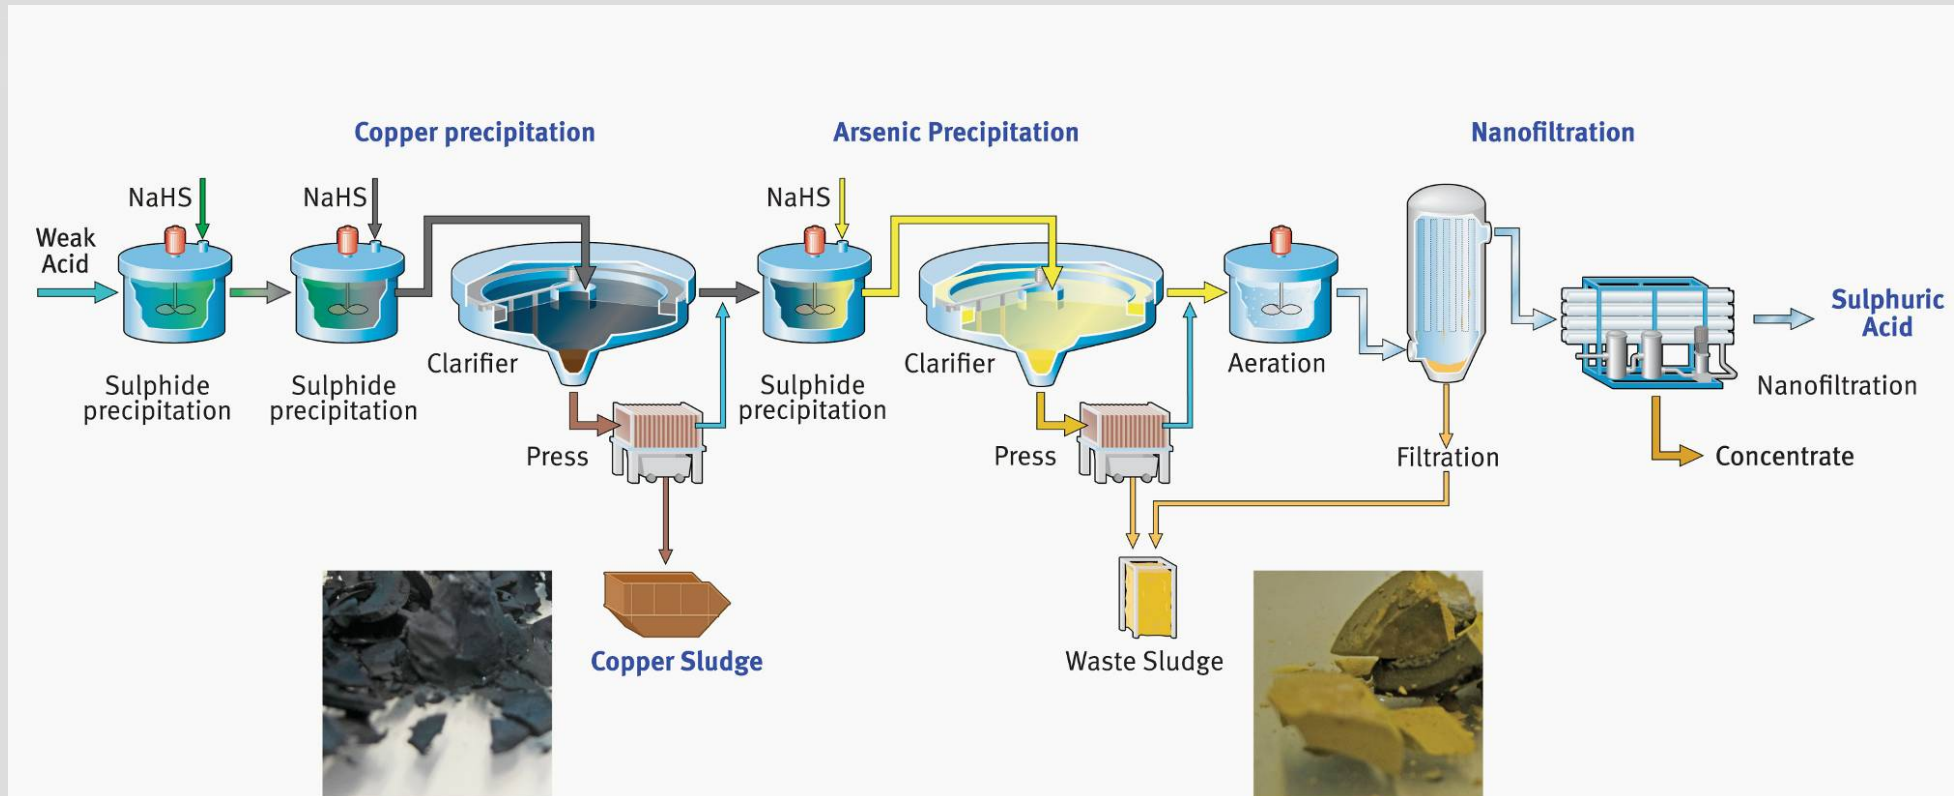 Copper precipitation
Arsenic Precipitation
Nanofiltration
NaHS
NaHS
NaHS
Weak
Acid
Sulphuric
Acid
Clarifier
Clarifier
Aeration
Sulphide
precipitation
Sulphide
precipitation
Sulphide
precipitation
Nanofiltration
Press
Press
Filtration
Concentrate
Copper Sludge
Waste Sludge